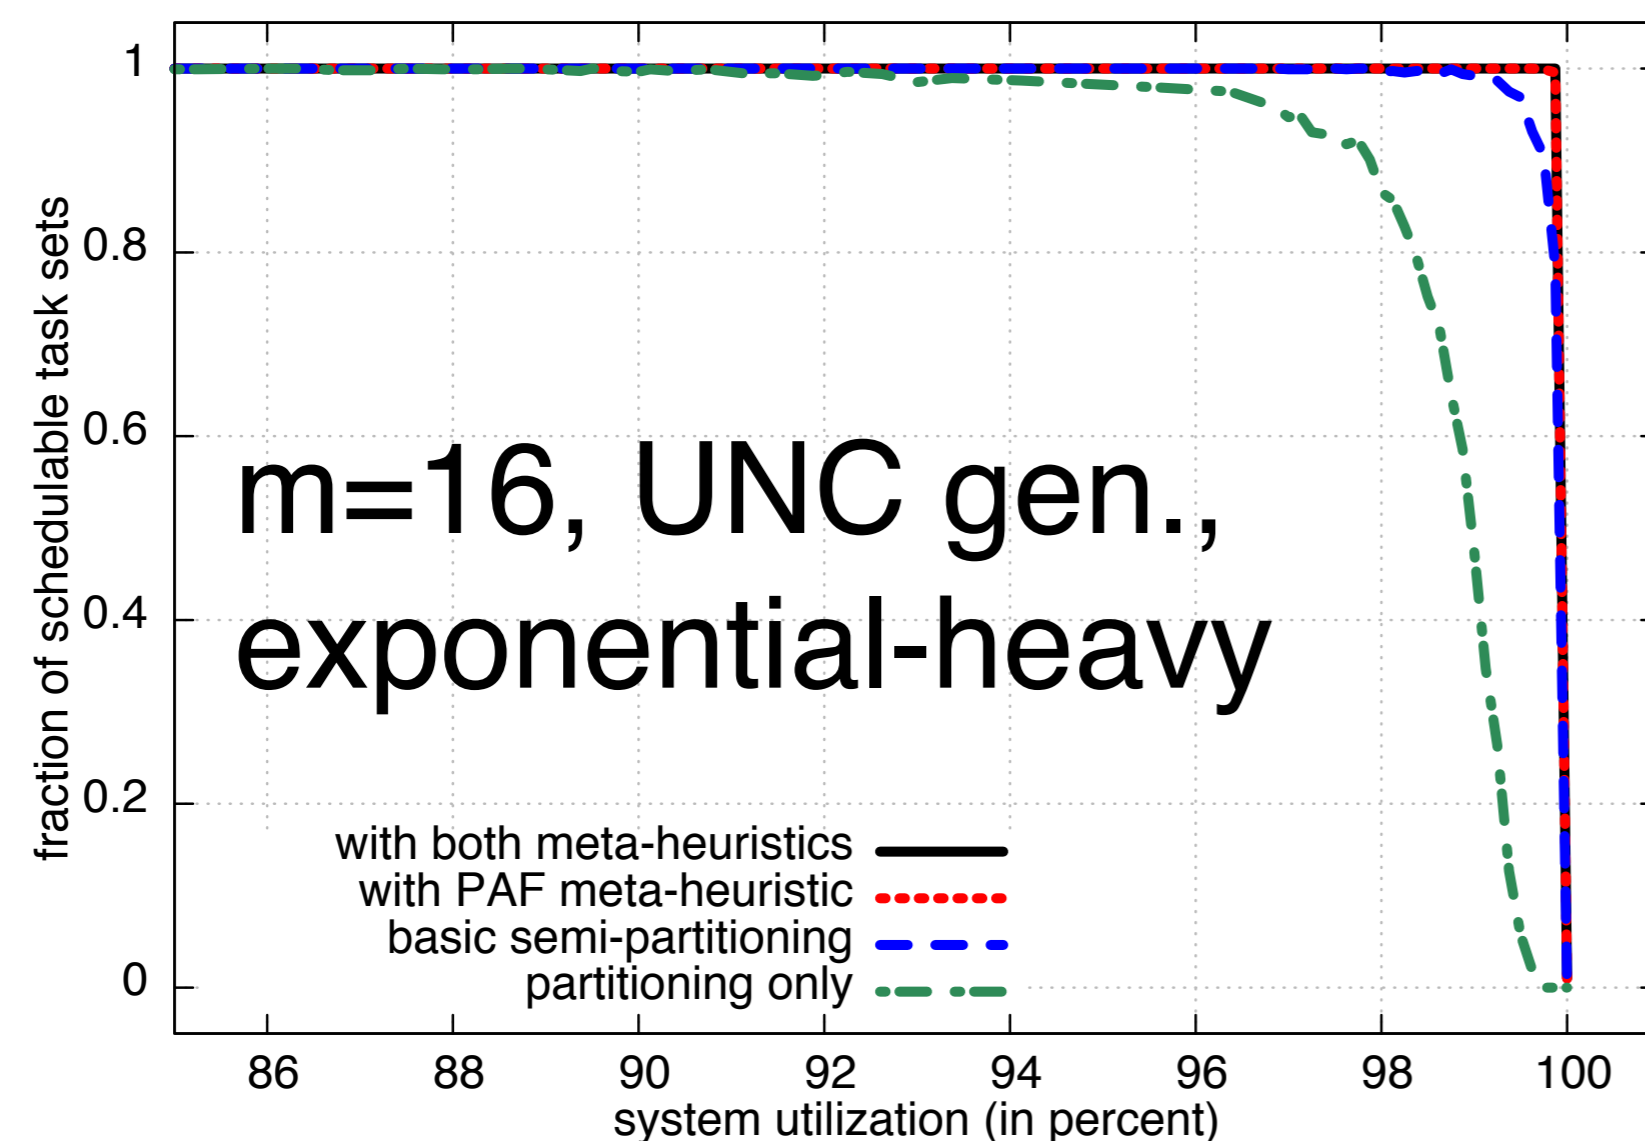 1
0.8
0.6
0.4
0.2
0
fraction of schedulable task sets
m=16, UNC gen.,
exponential-heavy
with both meta-heuristics
with PAF meta-heuristic
basic semi-partitioning
partitioning only
86 88 90 92 94 96 98 100
system utilization (in percent)